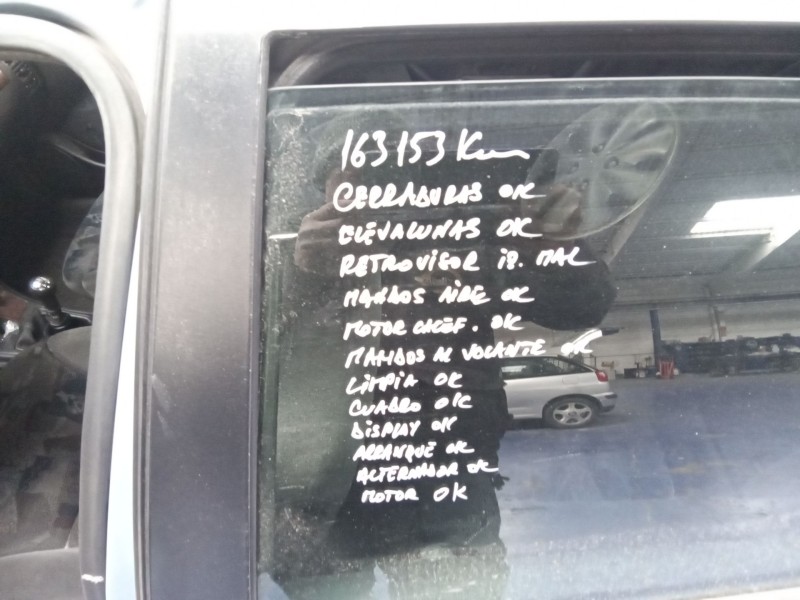 163153 Km
CERRADURAS OK
ELEVALUNAS OK
RETROVISOR IZ. MAL
MANDOS AIRE OK
MOTOR CALEF. OK
MANDOS AL VOLANTE OK
LIMPIA OK
CUADRO OK
DISPLAY OK
ARRANQUE OK
ALTERNADOR OK
MOTOR OK